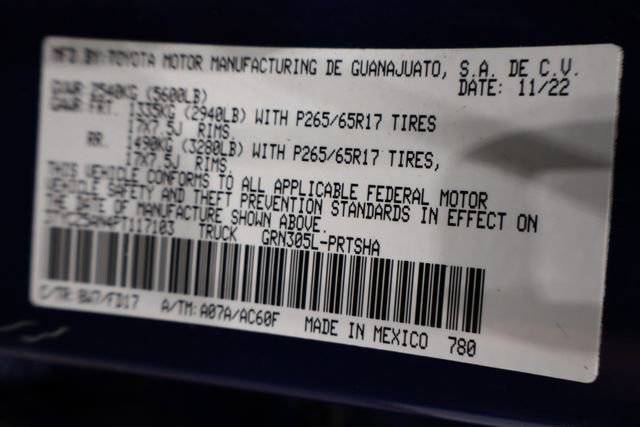 MFD.BY:TOYOTA MOTOR MANUFACTURING DE GUANAJUATO, S.A. DE C.V.
DATE: 11/22
GVWR 2540KG (5600LB)
GAWR FRT. 1335KG (2940LB) WITH P265/65R17 TIRES
17X7.5J RIMS,
RR. 1490KG (3280LB) WITH P265/65R17 TIRES,
17X7.5J RIMS.
THIS VEHICLE CONFORMS TO ALL APPLICABLE FEDERAL MOTOR
VEHICLE SAFETY AND THEFT PREVENTION STANDARDS IN EFFECT ON
THE DATE OF MANUFACTURE SHOWN ABOVE.
3TYCZ5AN4PT117103 TRUCK GRN305L-PRTSHA
C/TR: 8W7/FD17 A/TM: A07A/AC60F MADE IN MEXICO 780